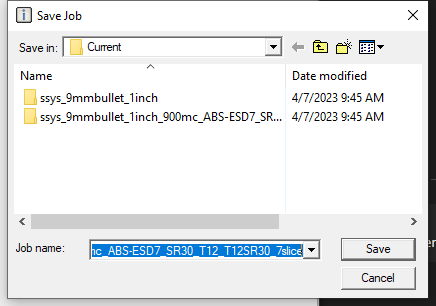 Save Job
Save in: Current
Name Date modified
ssys_9mmbullet_1inch 4/7/2023 9:45 AM
ssys_9mmbullet_1inch_900mc_ABS-ESD7_SR... 4/7/2023 9:45 AM
Job name: nc_ABS-ESD7_SR30_T12_T12SR30_7slice Save
er
Cancel